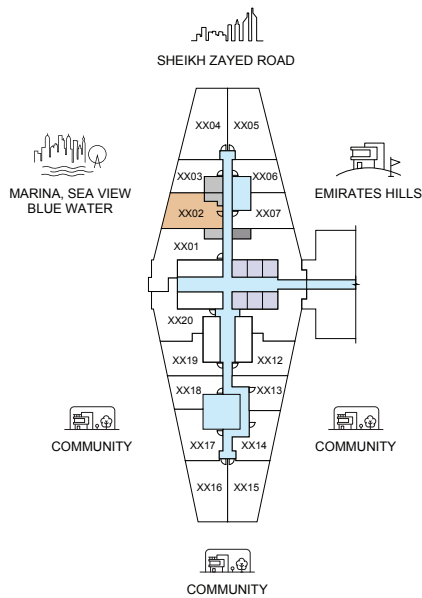 SHEIKH ZAYED ROAD
XX04
XX05
MARINA, SEA VIEW
BLUE WATER
XX03
XX06
EMIRATES HILLS
XX02
XX07
XX01
XX20
XX19
XX12
XX18
XX13
COMMUNITY
COMMUNITY
XX17
XX14
XX16
XX15
COMMUNITY